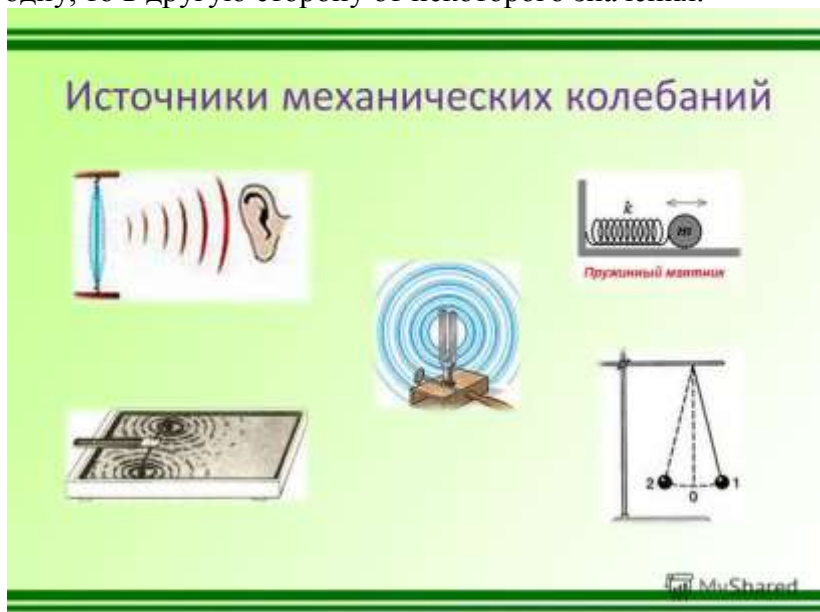 одну, то в другую сторону от некоторого значения.
Источники механических колебаний
k
m
Пружинный маятник
2
0
1
MyShared